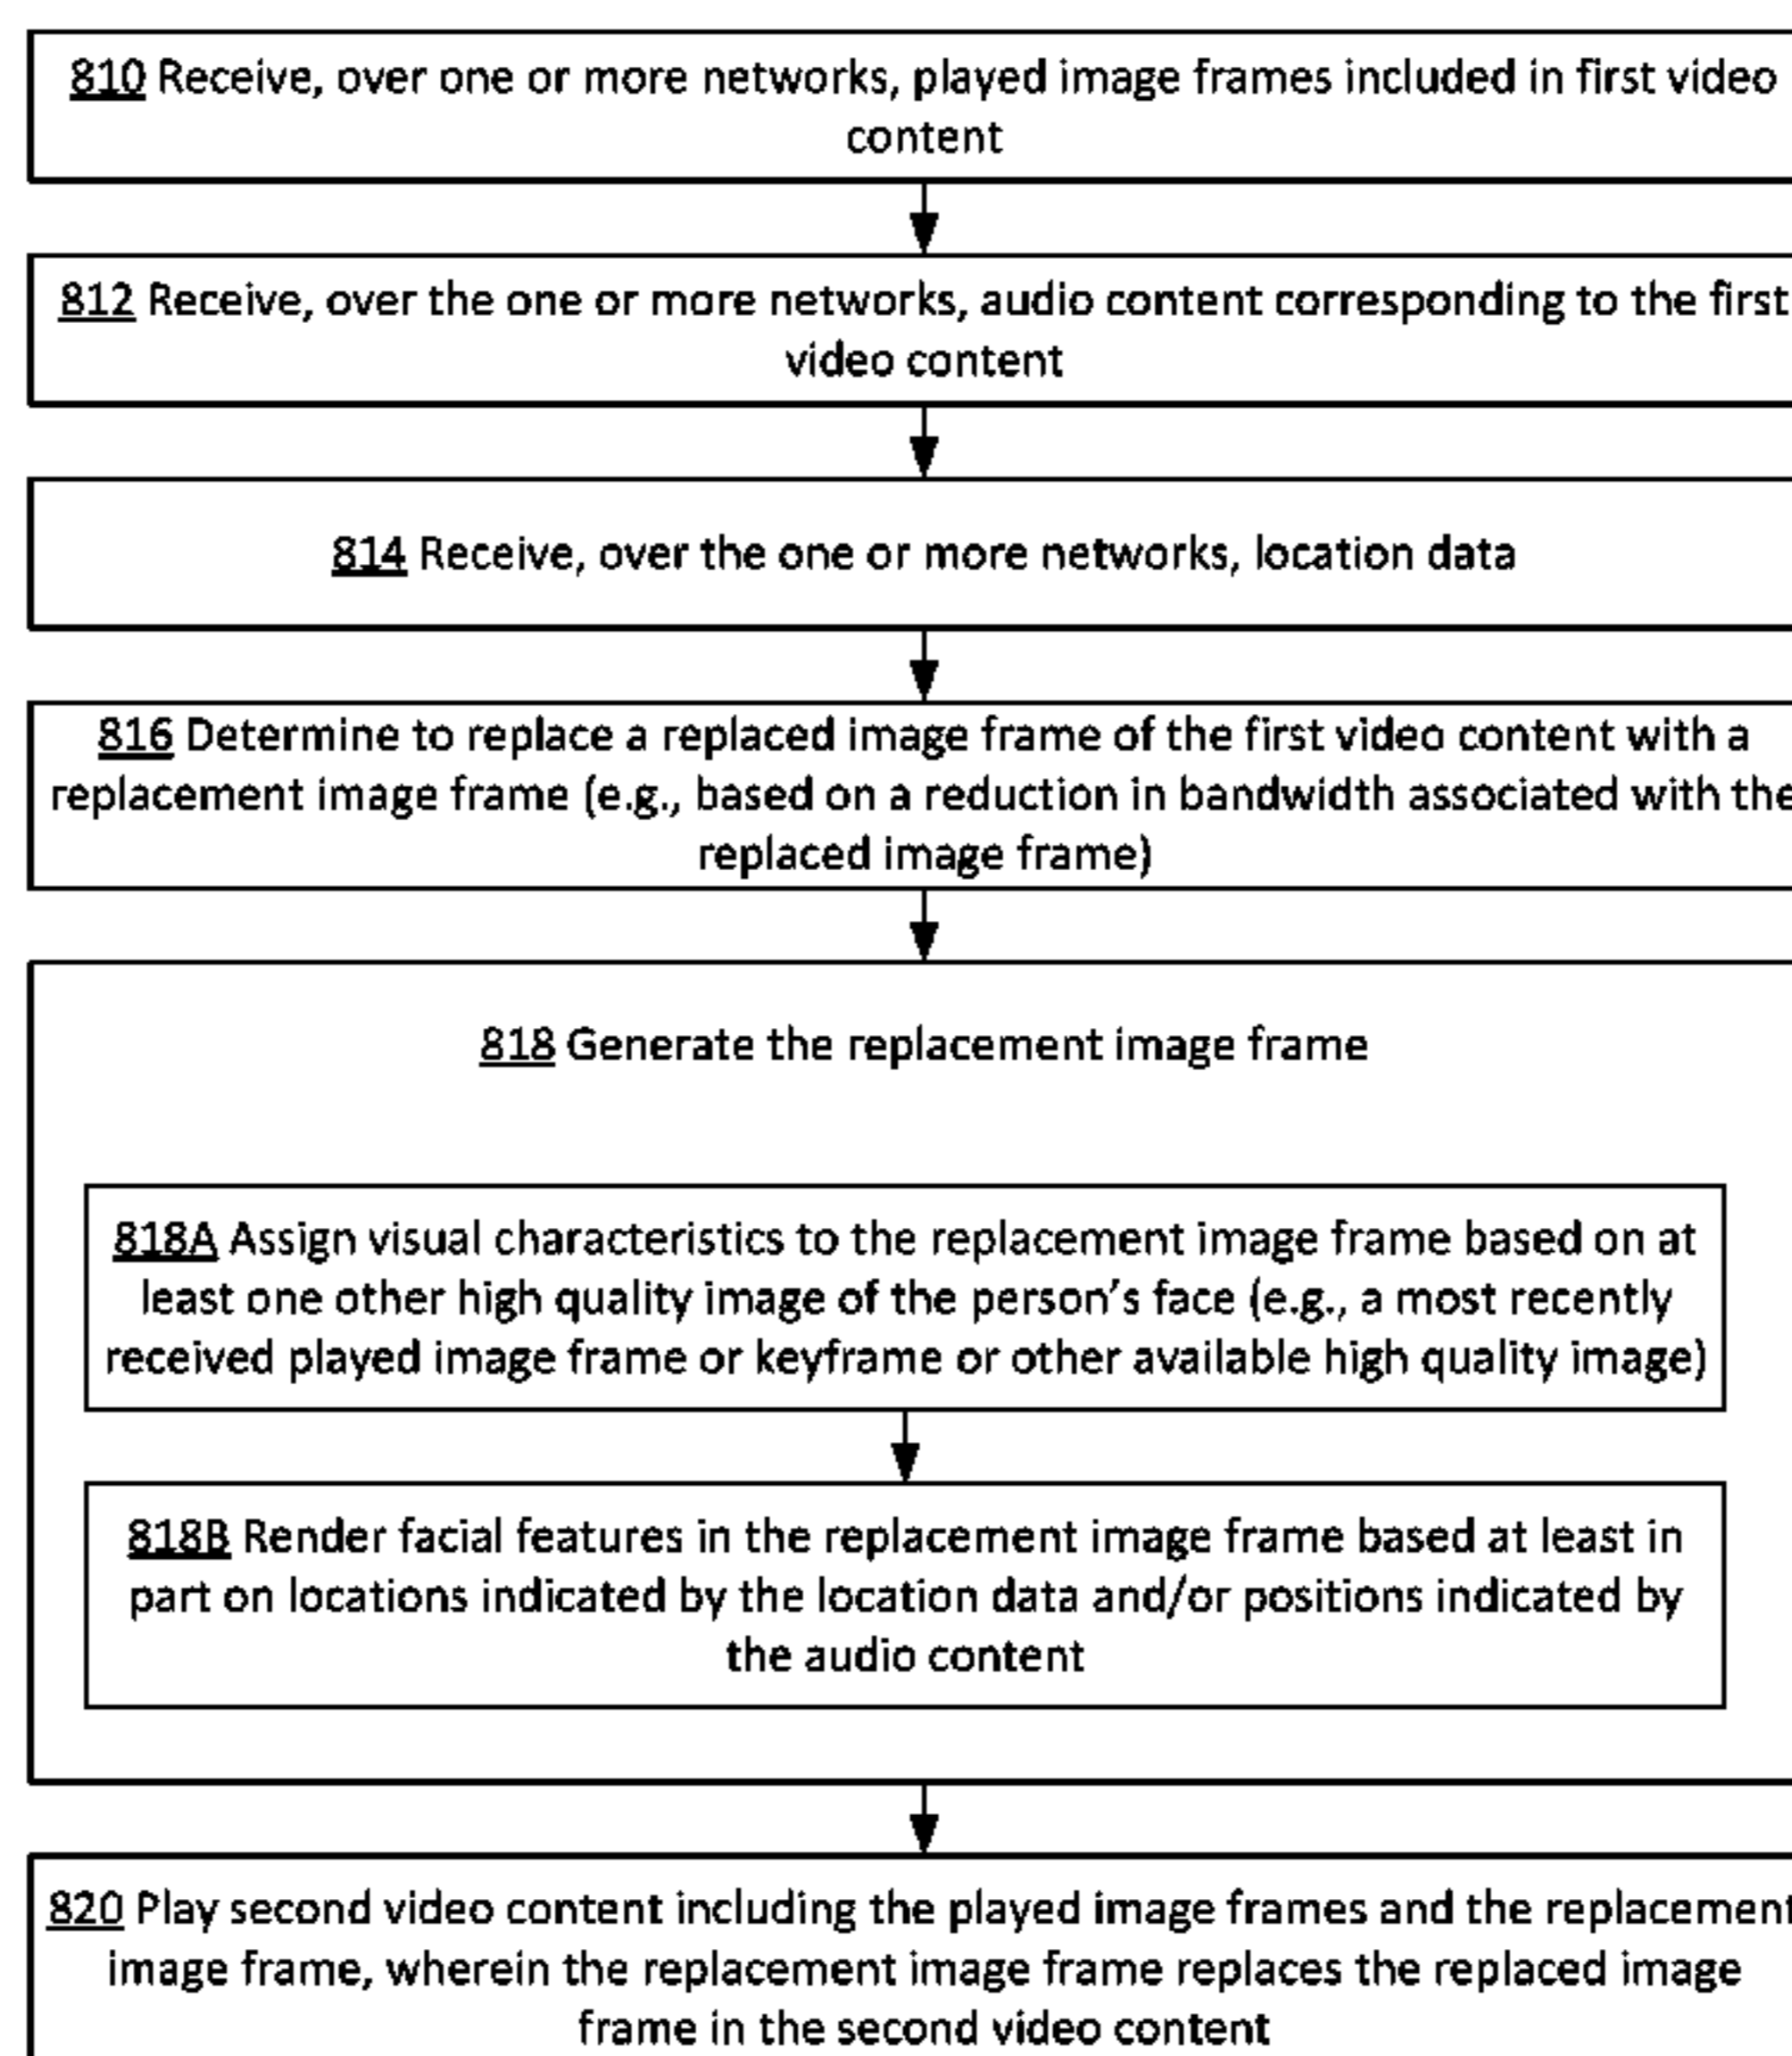 810 Receive, over one or more networks, played image frames included in first video
content
812 Receive, over the one or more networks, audio content corresponding to the first
video content
814 Receive, over the one or more networks, location data
816 Determine to replace a replaced image frame of the first video content with a
replacement image frame (e.g., based on a reduction in bandwidth associated with the
replaced image frame)
818 Generate the replacement image frame
818A Assign visual characteristics to the replacement image frame based on at
least one other high quality image of the person's face (e.g., a most recently
received played image frame or keyframe or other available high quality image)
818B Render facial features in the replacement image frame based at least in
part on locations indicated by the location data and/or positions indicated by
the audio content
820 Play second video content including the played image frames and the replacement
image frame, wherein the replacement image frame replaces the replaced image
frame in the second video content